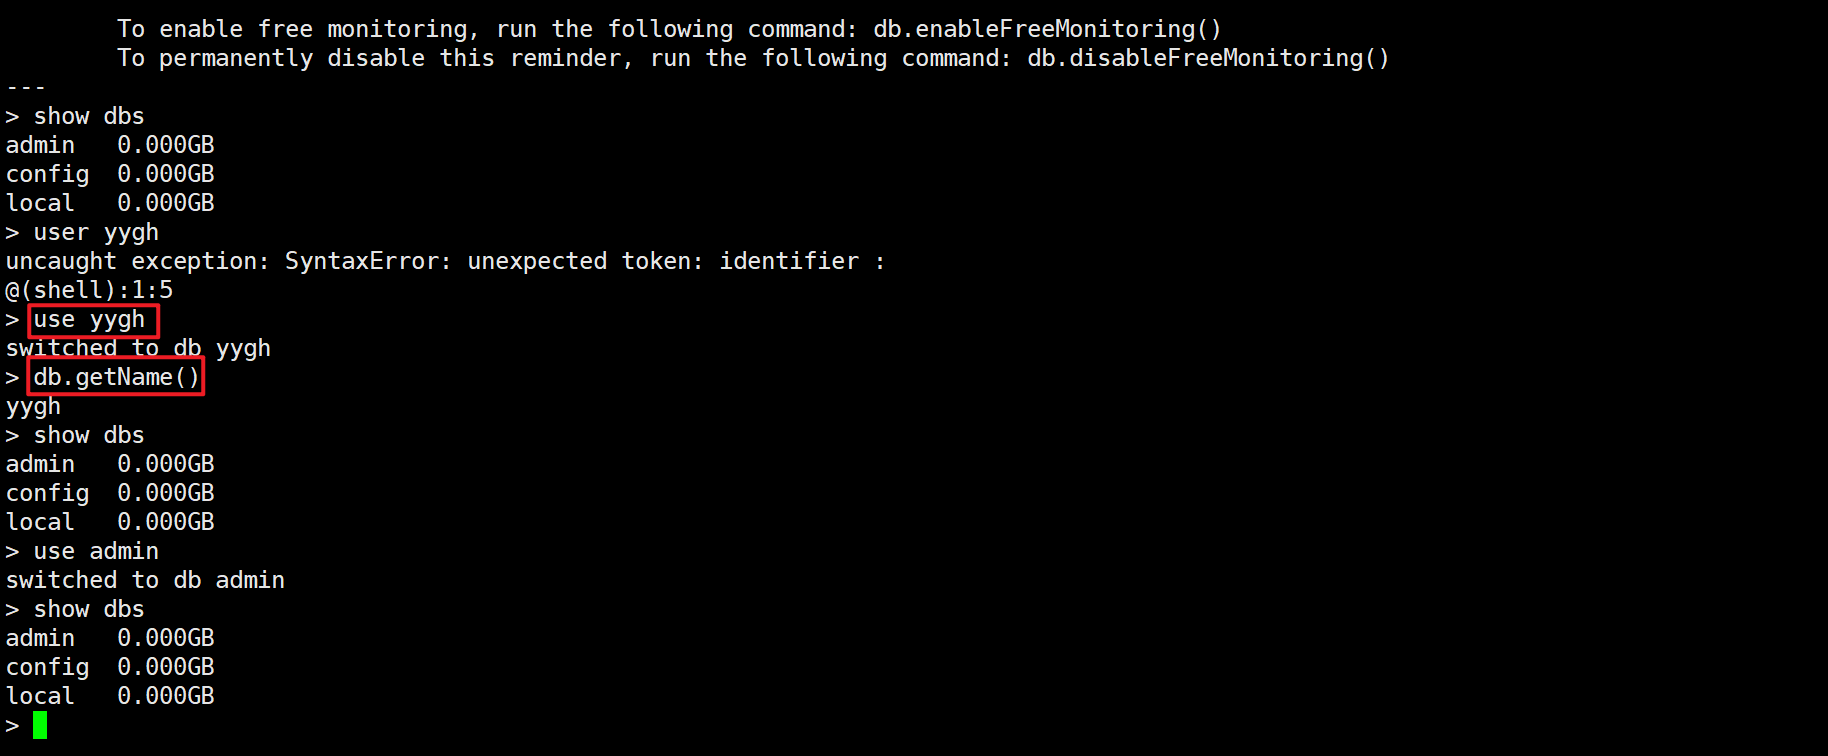 To enable free monitoring, run the following command: db.enableFreeMonitoring()
To permanently disable this reminder, run the following command: db.disableFreeMonitoring()
---
> show dbs
admin   0.000GB
config  0.000GB
local   0.000GB
> user yygh
uncaught exception: SyntaxError: unexpected token: identifier :
@(shell):1:5
> use yygh
switched to db yygh
> db.getName()
yygh
> show dbs
admin   0.000GB
config  0.000GB
local   0.000GB
> use admin
switched to db admin
> show dbs
admin   0.000GB
config  0.000GB
local   0.000GB
>